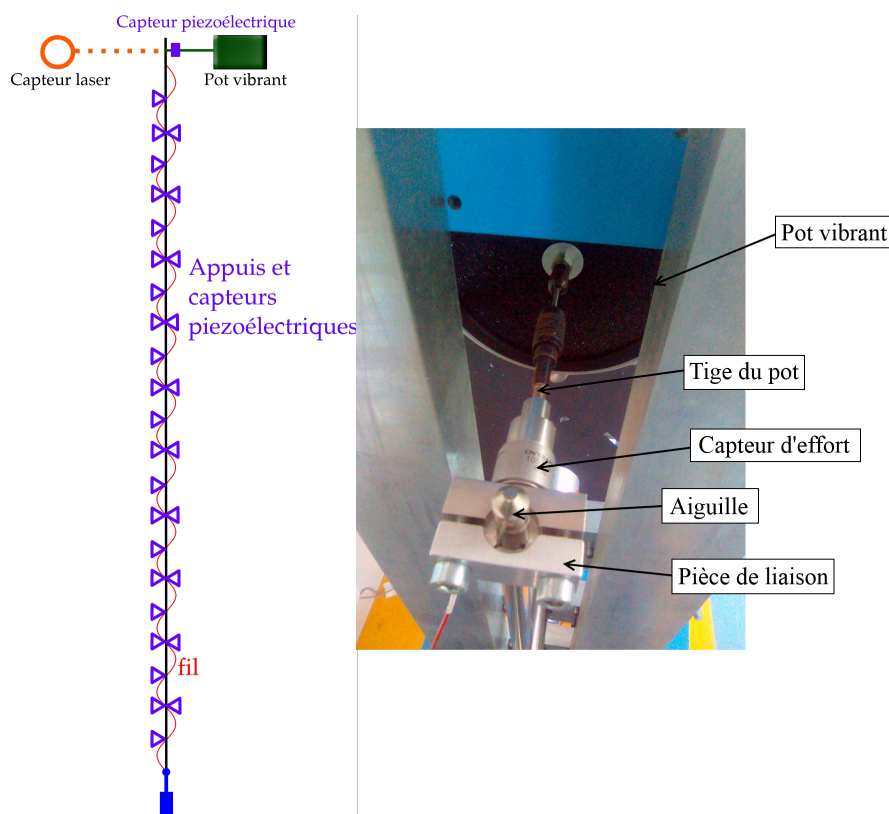 Capteur piezoélectrique
Capteur laser
Pot vibrant
Appuis et
capteurs
piezoélectriques
fil
Pot vibrant
Tige du pot
Capteur d'effort
Aiguille
Pièce de liaison